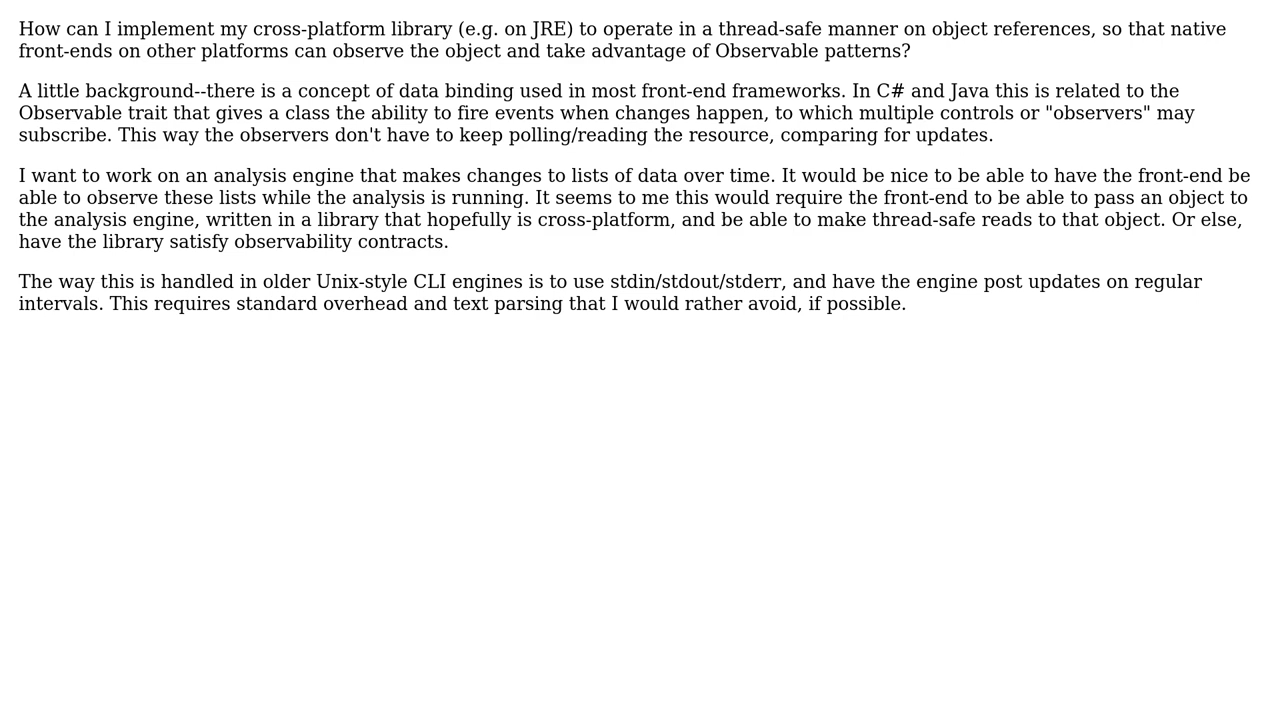 How can I implement my cross-platform library (e.g. on JRE) to operate in a thread-safe manner on object references, so that native
front-ends on other platforms can observe the object and take advantage of Observable patterns?
A little background--there is a concept of data binding used in most front-end frameworks. In C# and Java this is related to the
Observable trait that gives a class the ability to fire events when changes happen, to which multiple controls or "observers" may
subscribe. This way the observers don't have to keep polling/reading the resource, comparing for updates.
I want to work on an analysis engine that makes changes to lists of data over time. It would be nice to be able to have the front-end be
able to observe these lists while the analysis is running. It seems to me this would require the front-end to be able to pass an object to
the analysis engine, written in a library that hopefully is cross-platform, and be able to make thread-safe reads to that object. Or else,
have the library satisfy observability contracts.
The way this is handled in older Unix-style CLI engines is to use stdin/stdout/stderr, and have the engine post updates on regular
intervals. This requires standard overhead and text parsing that I would rather avoid, if possible.